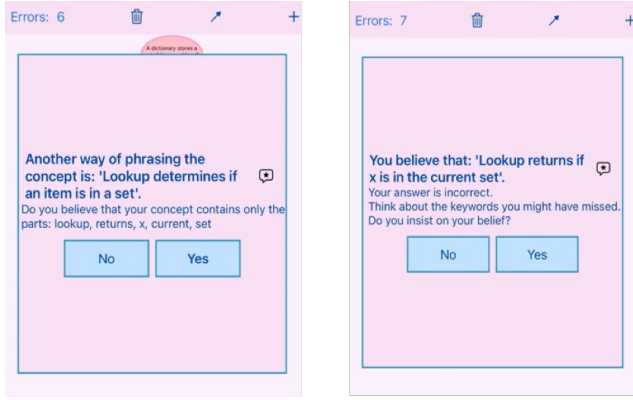 Errors: 6
+
A dictionary stores a
Another way of phrasing the
concept is: 'Lookup determines if
an item is in a set'.
Do you believe that your concept contains only the
parts: lookup, returns, x, current, set
No
Yes
Errors: 7
+
You believe that: 'Lookup returns if
x is in the current set'.
Your answer is incorrect.
Think about the keywords you might have missed.
Do you insist on your belief?
No
Yes